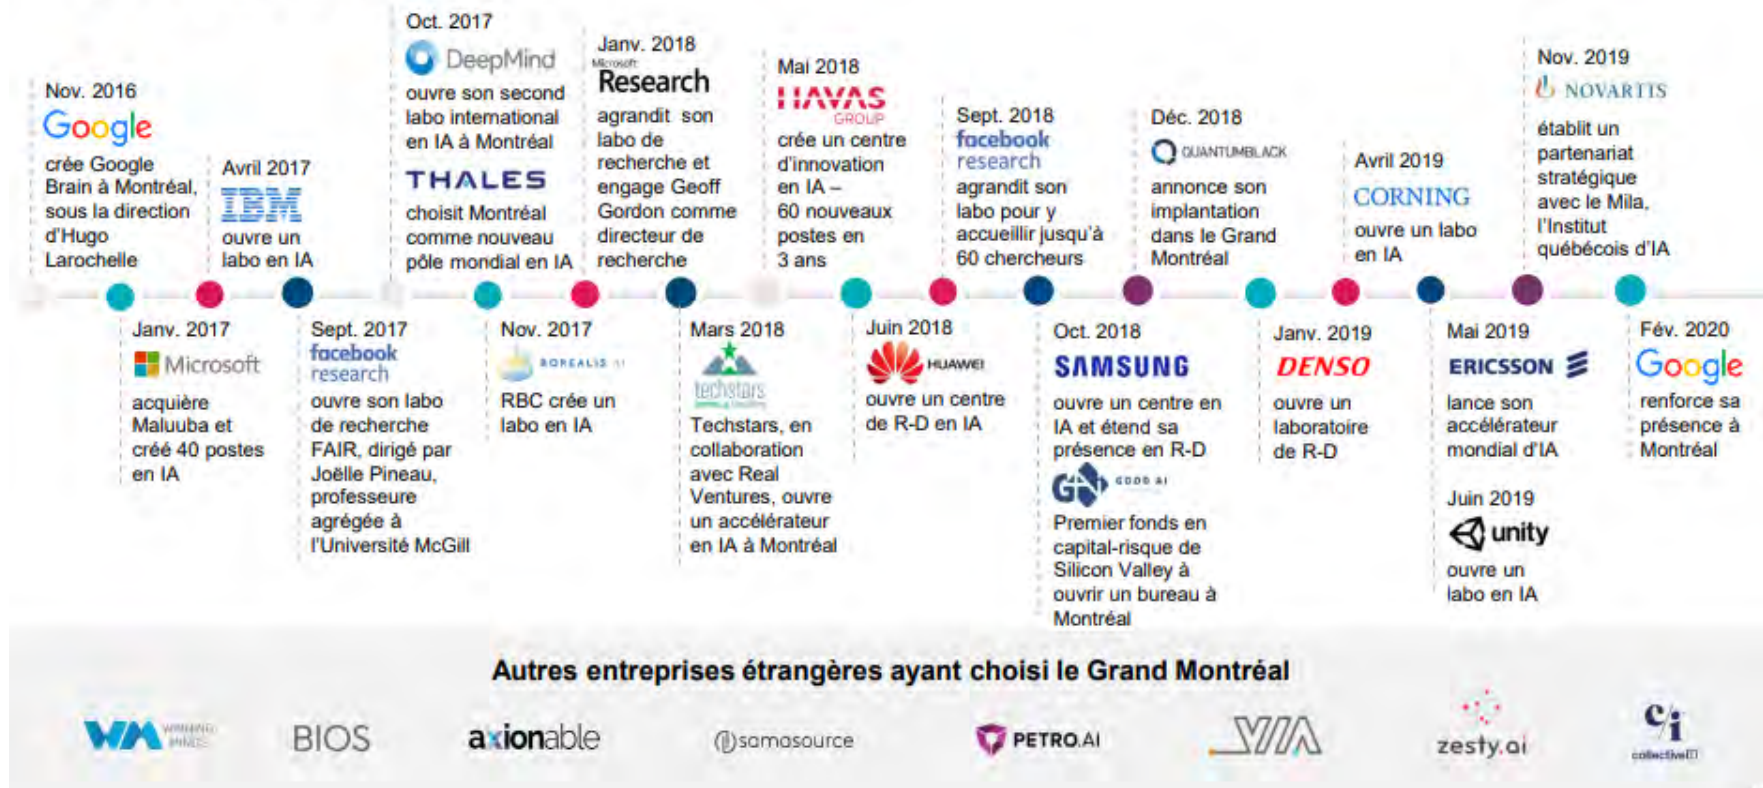 Nov. 2016
Google
crée Google
Brain à Montréal,
sous la direction
d'Hugo
Larochelle
Janv. 2017
Microsoft
acquière
Maluuba et
créé 40 postes
en IA
Avril 2017
IBM
ouvre un
labo en IA
Sept. 2017
facebook
research
ouvre son labo
de recherche
FAIR, dirigé par
Joëlle Pineau,
professeure
agrégée à
l'Université McGill
Oct. 2017
DeepMind
ouvre son second
labo international
en IA à Montréal
THALES
choisit Montréal
comme nouveau
pôle mondial en IA
Nov. 2017
BOREALIS AI
RBC crée un
labo en IA
Janv. 2018
Microsoft
Research
agrandit son
labo de
recherche et
engage Geoff
Gordon comme
directeur de
recherche
Mars 2018
techstars
Techstars, en
collaboration
avec Real
Ventures, ouvre
un accélérateur
en IA à Montréal
Mai 2018
HAVAS
GROUP
crée un centre
d'innovation
en IA –
60 nouveaux
postes en
3 ans
Juin 2018
HUAWEI
ouvre un centre
de R-D en IA
Sept. 2018
facebook
research
agrandit son
labo pour y
accueillir jusqu'à
60 chercheurs
Oct. 2018
SAMSUNG
ouvre un centre en
IA et étend sa
présence en R-D
GOOD AI
Premier fonds en
capital-risque de
Silicon Valley à
ouvrir un bureau à
Montréal
Déc. 2018
QUANTUMBLACK
annonce son
implantation
dans le Grand
Montréal
Janv. 2019
DENSO
ouvre un
laboratoire
de R-D
Avril 2019
CORNING
ouvre un labo
en IA
Mai 2019
ERICSSON
lance son
accélérateur
mondial d'IA
Juin 2019
unity
ouvre un
labo en IA
Nov. 2019
NOVARTIS
établit un
partenariat
stratégique
avec le Mila,
l'Institut
québécois d'IA
Fév. 2020
Google
renforce sa
présence à
Montréal
Autres entreprises étrangères ayant choisi le Grand Montréal
WM WINNING
MINDS
BIOS
axionable
samasource
PETRO.AI
VIA
zesty.ai
c/i
collective[i]